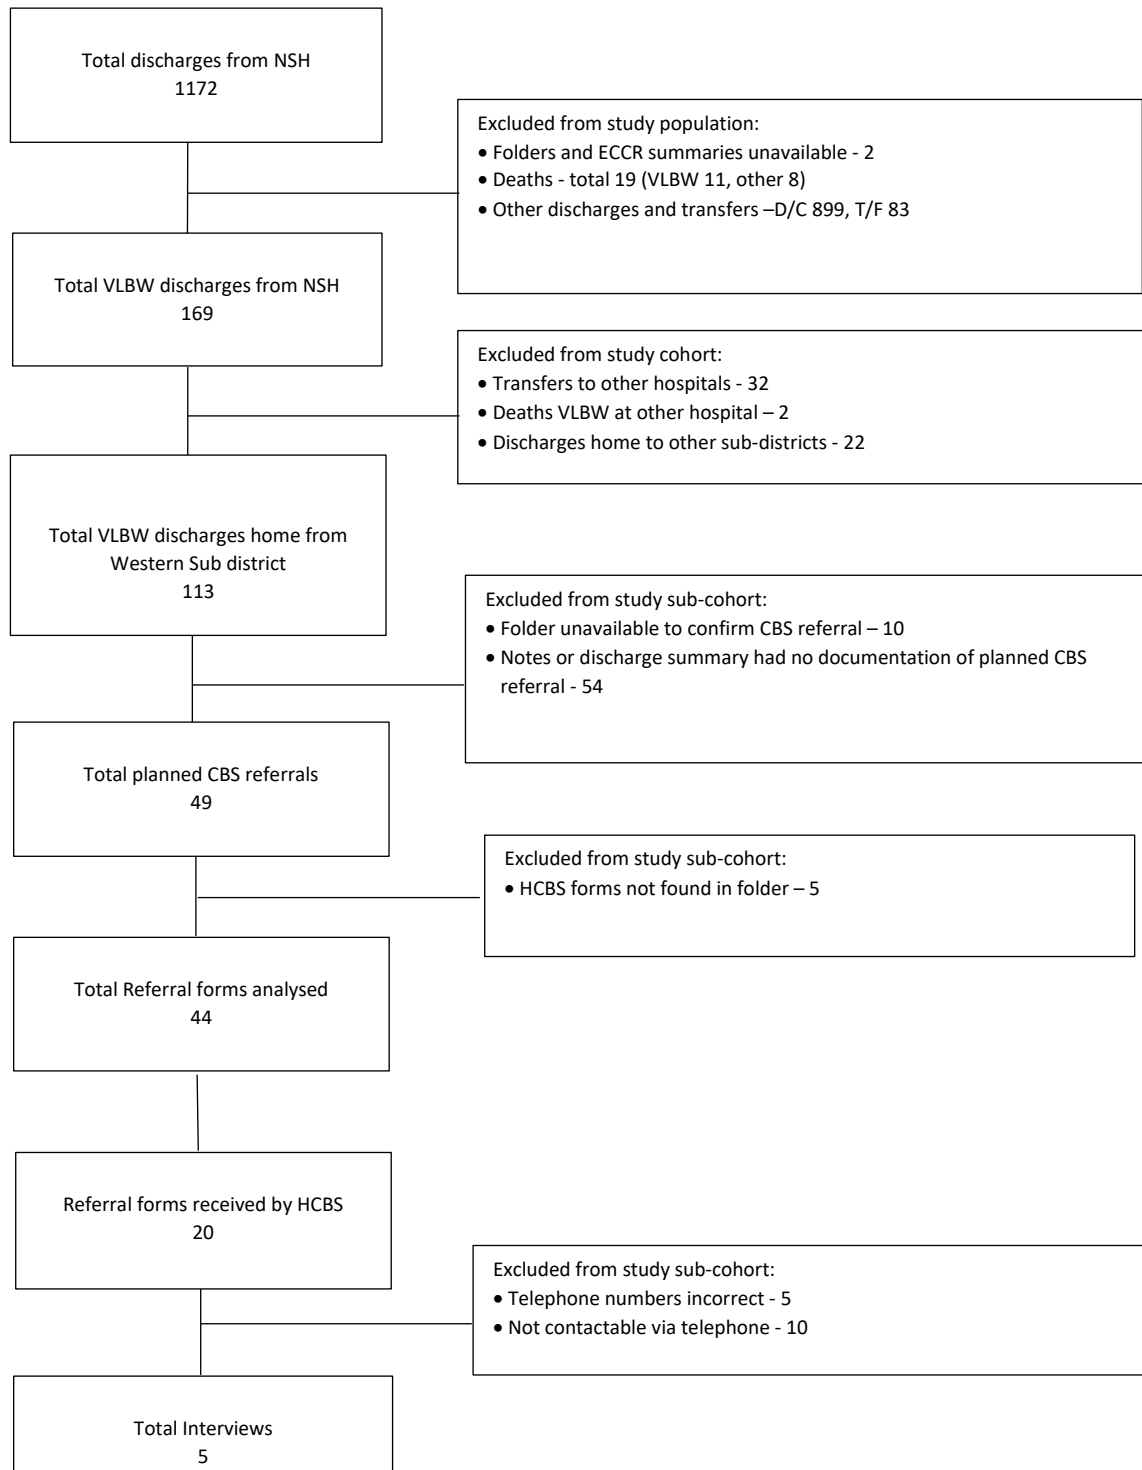 Total discharges from NSH
1172
Excluded from study population:
• Folders and ECCR summaries unavailable - 2
• Deaths - total 19 (VLBW 11, other 8)
• Other discharges and transfers –D/C 899, T/F 83
Total VLBW discharges from NSH
169
Excluded from study cohort:
• Transfers to other hospitals - 32
• Deaths VLBW at other hospital – 2
• Discharges home to other sub-districts - 22
Total VLBW discharges home from
Western Sub district
113
Excluded from study sub-cohort:
• Folder unavailable to confirm CBS referral – 10
• Notes or discharge summary had no documentation of planned CBS
referral - 54
Total planned CBS referrals
49
Excluded from study sub-cohort:
• HCBS forms not found in folder – 5
Total Referral forms analysed
44
Referral forms received by HCBS
20
Excluded from study sub-cohort:
• Telephone numbers incorrect - 5
• Not contactable via telephone - 10
Total Interviews
5